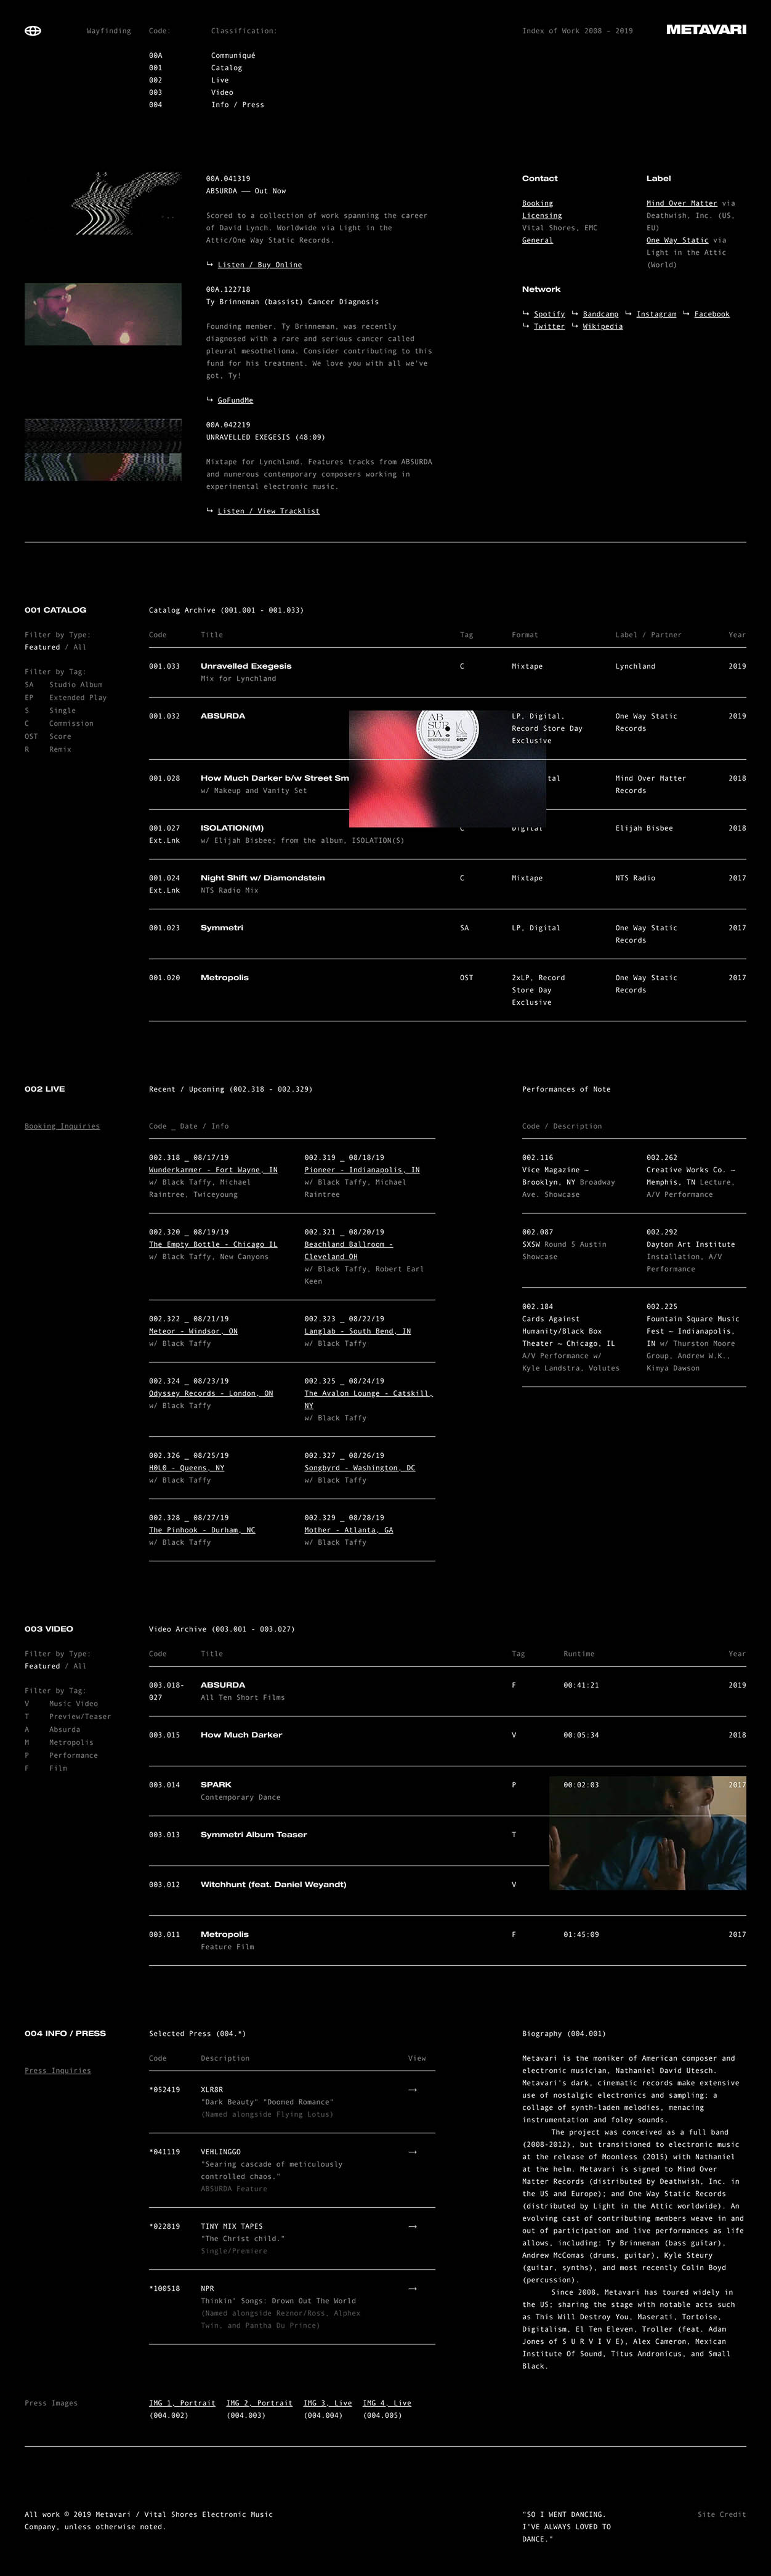 Wayfinding
Code:
Classification:
Index of Work 2008 – 2019
METAVARI
00A Communiqué
001 Catalog
002 Live
003 Video
004 Info / Press
00A.041319
ABSURDA —— Out Now
Scored to a collection of work spanning the career
of David Lynch. Worldwide via Light in the
Attic/One Way Static Records.
↳ Listen / Buy Online
00A.122718
Ty Brinneman (bassist) Cancer Diagnosis
Founding member, Ty Brinneman, was recently
diagnosed with a rare and serious cancer called
pleural mesothelioma. Consider contributing to this
fund for his treatment. We love you with all we've
got, Ty!
↳ GoFundMe
00A.042219
UNRAVELLED EXEGESIS (48:09)
Mixtape for Lynchland. Features tracks from ABSURDA
and numerous contemporary composers working in
experimental electronic music.
↳ Listen / View Tracklist
Contact
Booking
Licensing
Vital Shores, EMC
General
Label
Mind Over Matter via
Deathwish, Inc. (US,
EU)
One Way Static via
Light in the Attic
(World)
Network
↳ Spotify ↳ Bandcamp ↳ Instagram ↳ Facebook
↳ Twitter ↳ Wikipedia
001 CATALOG
Filter by Type:
Featured / All
Filter by Tag:
SA Studio Album
EP Extended Play
S Single
C Commission
OST Score
R Remix
Catalog Archive (001.001 - 001.033)
Code Title Tag Format Label / Partner Year
001.033 Unravelled Exegesis C Mixtape Lynchland 2019
Mix for Lynchland
001.032 ABSURDA LP, Digital, One Way Static 2019
Record Store Day Records
Exclusive
AB
SUR
DA
001.028 How Much Darker b/w Street Sm tal Mind Over Matter 2018
w/ Makeup and Vanity Set Records
001.027 ISOLATION(M) C Digital Elijah Bisbee 2018
Ext.Lnk w/ Elijah Bisbee; from the album, ISOLATION(S)
001.024 Night Shift w/ Diamondstein C Mixtape NTS Radio 2017
Ext.Lnk NTS Radio Mix
001.023 Symmetri SA LP, Digital One Way Static 2017
Records
001.020 Metropolis OST 2xLP, Record One Way Static 2017
Store Day Records
Exclusive
002 LIVE
Booking Inquiries
Recent / Upcoming (002.318 - 002.329)
Code _ Date / Info
002.318 _ 08/17/19
Wunderkammer - Fort Wayne, IN
w/ Black Taffy, Michael
Raintree, Twiceyoung
002.319 _ 08/18/19
Pioneer - Indianapolis, IN
w/ Black Taffy, Michael
Raintree
002.320 _ 08/19/19
The Empty Bottle - Chicago IL
w/ Black Taffy, New Canyons
002.321 _ 08/20/19
Beachland Ballroom -
Cleveland OH
w/ Black Taffy, Robert Earl
Keen
002.322 _ 08/21/19
Meteor - Windsor, ON
w/ Black Taffy
002.323 _ 08/22/19
Langlab - South Bend, IN
w/ Black Taffy
002.324 _ 08/23/19
Odyssey Records - London, ON
w/ Black Taffy
002.325 _ 08/24/19
The Avalon Lounge - Catskill,
NY
w/ Black Taffy
002.326 _ 08/25/19
H0L0 - Queens, NY
w/ Black Taffy
002.327 _ 08/26/19
Songbyrd - Washington, DC
w/ Black Taffy
002.328 _ 08/27/19
The Pinhook - Durham, NC
w/ Black Taffy
002.329 _ 08/28/19
Mother - Atlanta, GA
w/ Black Taffy
Performances of Note
Code / Description
002.116
Vice Magazine ~
Brooklyn, NY Broadway
Ave. Showcase
002.262
Creative Works Co. ~
Memphis, TN Lecture,
A/V Performance
002.087
SXSW Round 5 Austin
Showcase
002.292
Dayton Art Institute
Installation, A/V
Performance
002.184
Cards Against
Humanity/Black Box
Theater ~ Chicago, IL
A/V Performance w/
Kyle Landstra, Volutes
002.225
Fountain Square Music
Fest ~ Indianapolis,
IN w/ Thurston Moore
Group, Andrew W.K.,
Kimya Dawson
003 VIDEO
Filter by Type:
Featured / All
Filter by Tag:
V Music Video
T Preview/Teaser
A Absurda
M Metropolis
P Performance
F Film
Video Archive (003.001 - 003.027)
Code Title Tag Runtime Year
003.018- ABSURDA F 00:41:21 2019
027 All Ten Short Films
003.015 How Much Darker V 00:05:34 2018
003.014 SPARK P 00:02:03 2017
Contemporary Dance
003.013 Symmetri Album Teaser T
003.012 Witchhunt (feat. Daniel Weyandt) V
003.011 Metropolis F 01:45:09 2017
Feature Film
004 INFO / PRESS
Press Inquiries
Selected Press (004.*)
Code Description View
*052419 XLR8R →
"Dark Beauty" "Doomed Romance"
(Named alongside Flying Lotus)
*041119 VEHLINGGO →
"Searing cascade of meticulously
controlled chaos."
ABSURDA Feature
*022819 TINY MIX TAPES →
"The Christ child."
Single/Premiere
*100518 NPR →
Thinkin' Songs: Drown Out The World
(Named alongside Reznor/Ross, Alphex
Twin, and Pantha Du Prince)
Biography (004.001)
Metavari is the moniker of American composer and
electronic musician, Nathaniel David Utesch.
Metavari's dark, cinematic records make extensive
use of nostalgic electronics and sampling; a
collage of synth-laden melodies, menacing
instrumentation and foley sounds.
The project was conceived as a full band
(2008-2012), but transitioned to electronic music
at the release of Moonless (2015) with Nathaniel
at the helm. Metavari is signed to Mind Over
Matter Records (distributed by Deathwish, Inc. in
the US and Europe); and One Way Static Records
(distributed by Light in the Attic worldwide). An
evolving cast of contributing members weave in and
out of participation and live performances as life
allows, including: Ty Brinneman (bass guitar),
Andrew McComas (drums, guitar), Kyle Steury
(guitar, synths), and most recently Colin Boyd
(percussion).
Since 2008, Metavari has toured widely in
the US; sharing the stage with notable acts such
as This Will Destroy You, Maserati, Tortoise,
Digitalism, El Ten Eleven, Troller (feat. Adam
Jones of S U R V I V E), Alex Cameron, Mexican
Institute Of Sound, Titus Andronicus, and Small
Black.
Press Images
IMG 1, Portrait IMG 2, Portrait IMG 3, Live IMG 4, Live
(004.002) (004.003) (004.004) (004.005)
All work © 2019 Metavari / Vital Shores Electronic Music
Company, unless otherwise noted.
"SO I WENT DANCING.
I'VE ALWAYS LOVED TO
DANCE."
Site Credit